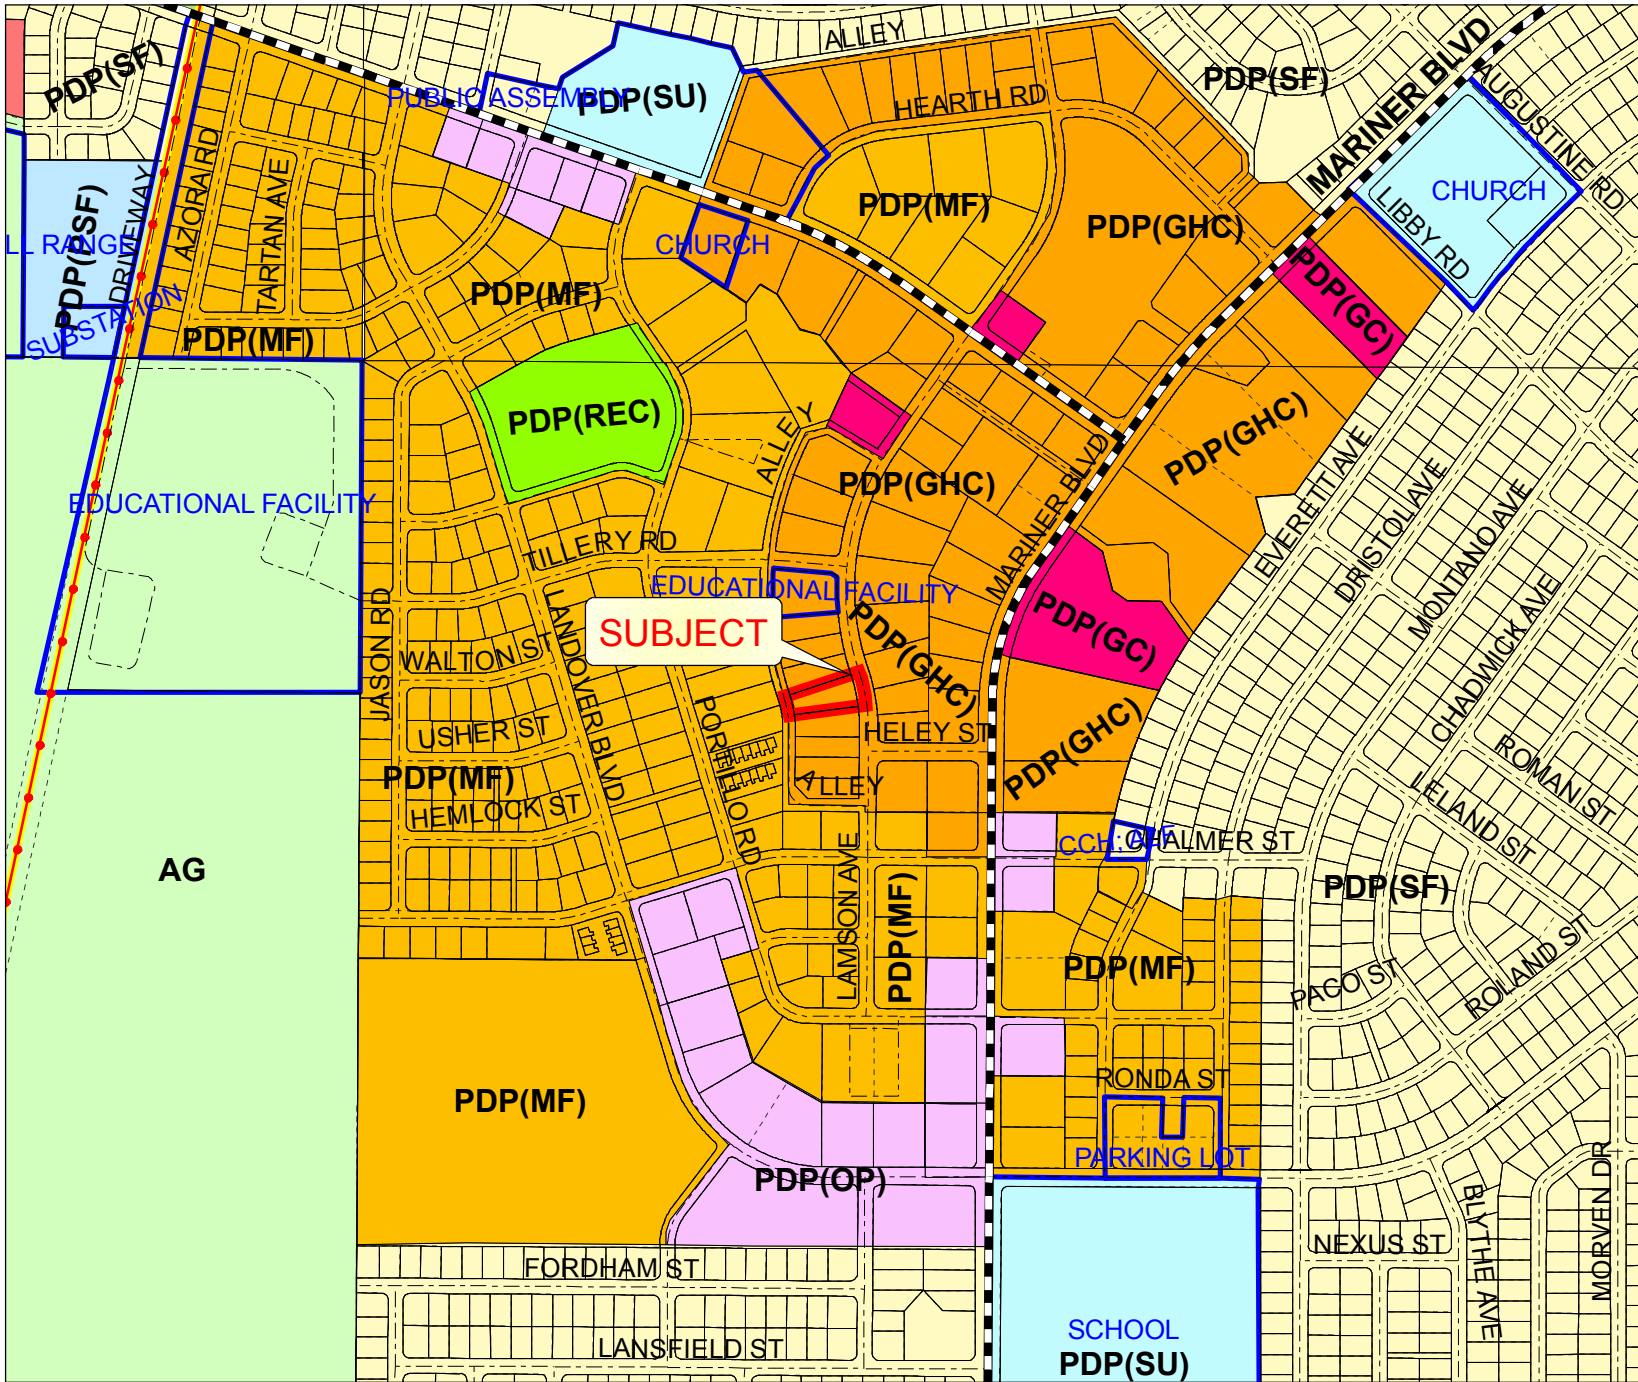 ALLEY
MARINER BLVD
PDP(SF)
PDP(SF)
PUBLIC ASSEMBLY
PDP(SU)
HEARTH RD
AUGUSTINE RD
CHURCH
LIBBY RD
AZORA RD
TARTAN AVE
DRIVEWAY
PDP(PSF)
LL RANGE
SUBSTATION
PDP(MF)
PDP(MF)
CHURCH
PDP(MF)
PDP(GHC)
PDP(GC)
PDP(REC)
ALLEY
PDP(GHC)
MARINER BLVD
PDP(GHC)
EVERETT AVE
DRISTOL AVE
MONTANO AVE
CHADWICK AVE
EDUCATIONAL FACILITY
TILLERY RD
EDUCATIONAL FACILITY
SUBJECT
PDP(GHC)
PDP(GC)
JASON RD
WALTON ST
LANDOVER BLVD
PORTILLO RD
USHER ST
HELEY ST
PDP(GHC)
PDP(MF)
HEMLOCK ST
ALLEY
ROMAN ST
LELAND ST
CCH; ALF
CHALMER ST
AG
LAMSON AVE
PDP(MF)
PDP(SF)
PDP(MF)
PACO ST
ROLAND ST
PDP(MF)
RONDA ST
PARKING LOT
PDP(OP)
BLYTHE AVE
MORVEN DR
NEXUS ST
FORDHAM ST
LANSFIELD ST
SCHOOL
PDP(SU)